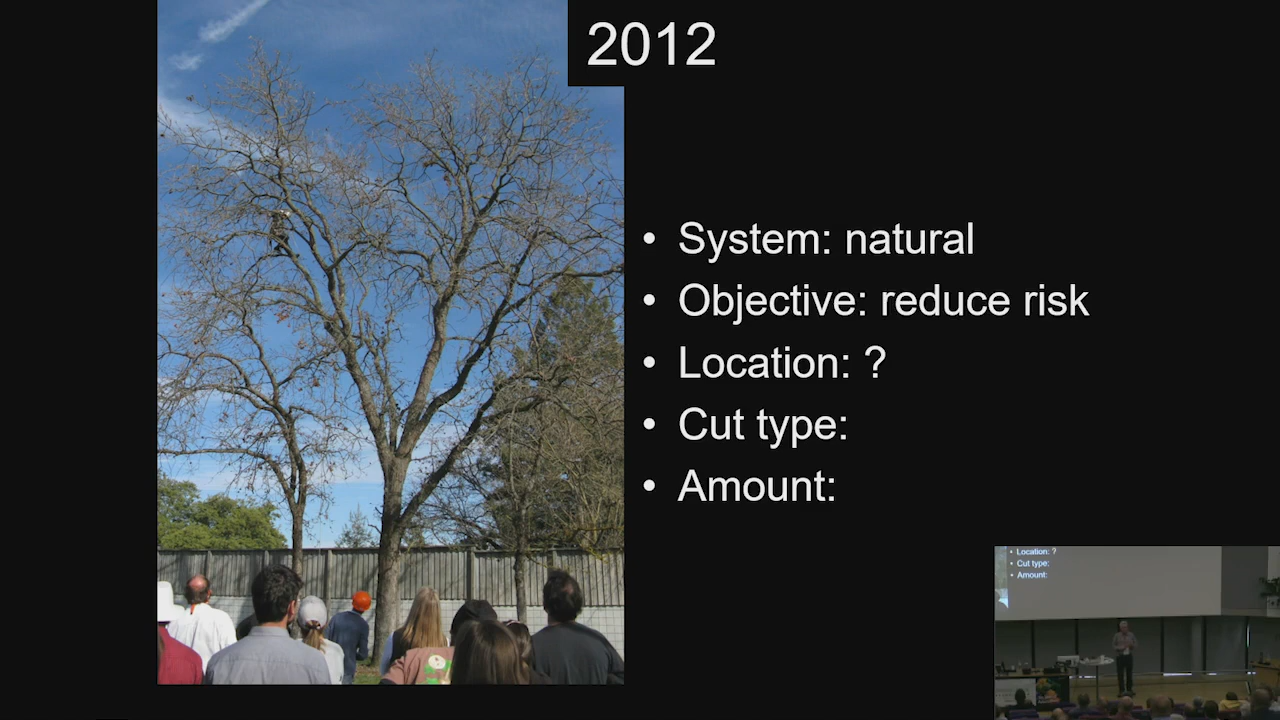 2012
• System: natural
• Objective: reduce risk
• Location: ?
• Cut type:
• Amount:
• Location: ?
• Cut type:
• Amount: